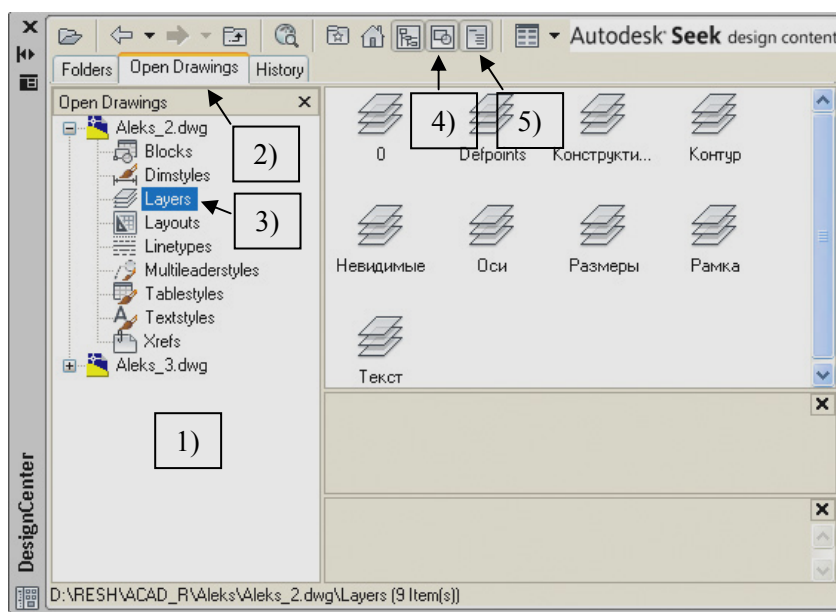 Autodesk® Seek design content
Folders Open Drawings History
Open Drawings
Aleks_2.dwg
Blocks
Dimstyles
Layers
Layouts
Linetypes
Multileaderstyles
Tablestyles
Textstyles
Xrefs
Aleks_3.dwg
1)
2)
3)
4)
5)
0 Defpoints Конструкти... Контур
Невидимые Оси Размеры Рамка
Текст
DesignCenter
D:\RESH\ACAD_R\Aleks\Aleks_2.dwg\Layers (9 Item(s))